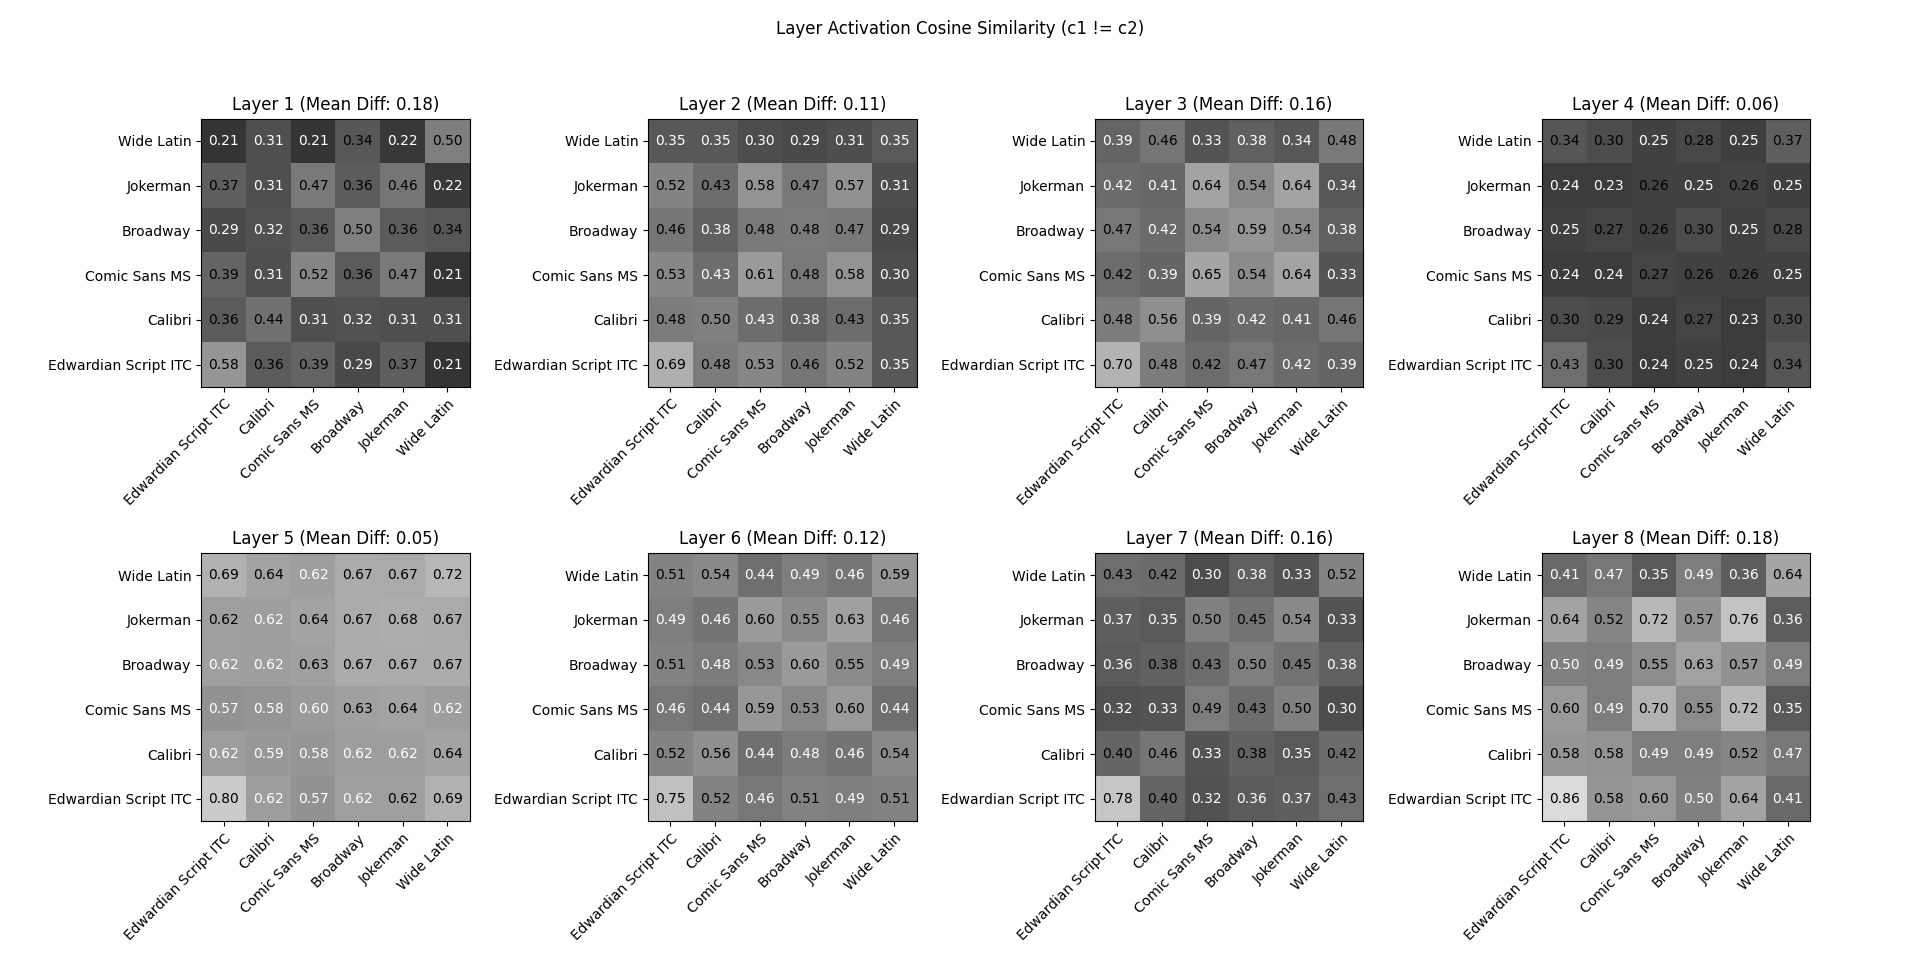 Layer Activation Cosine Similarity (c1 != c2)
Layer 1 (Mean Diff: 0.18)
Wide Latin 0.21 0.31 0.21 0.34 0.22 0.50
Jokerman 0.37 0.31 0.47 0.36 0.46 0.22
Broadway 0.29 0.32 0.36 0.50 0.36 0.34
Comic Sans MS 0.39 0.31 0.52 0.36 0.47 0.21
Calibri 0.36 0.44 0.31 0.32 0.31 0.31
Edwardian Script ITC 0.58 0.36 0.39 0.29 0.37 0.21
Edwardian Script ITC Calibri Comic Sans MS Broadway Jokerman Wide Latin
Layer 2 (Mean Diff: 0.11)
Wide Latin 0.35 0.35 0.30 0.29 0.31 0.35
Jokerman 0.52 0.43 0.58 0.47 0.57 0.31
Broadway 0.46 0.38 0.48 0.48 0.47 0.29
Comic Sans MS 0.53 0.43 0.61 0.48 0.58 0.30
Calibri 0.48 0.50 0.43 0.38 0.43 0.35
Edwardian Script ITC 0.69 0.48 0.53 0.46 0.52 0.35
Edwardian Script ITC Calibri Comic Sans MS Broadway Jokerman Wide Latin
Layer 3 (Mean Diff: 0.16)
Wide Latin 0.39 0.46 0.33 0.38 0.34 0.48
Jokerman 0.42 0.41 0.64 0.54 0.64 0.34
Broadway 0.47 0.42 0.54 0.59 0.54 0.38
Comic Sans MS 0.42 0.39 0.65 0.54 0.64 0.33
Calibri 0.48 0.56 0.39 0.42 0.41 0.46
Edwardian Script ITC 0.70 0.48 0.42 0.47 0.42 0.39
Edwardian Script ITC Calibri Comic Sans MS Broadway Jokerman Wide Latin
Layer 4 (Mean Diff: 0.06)
Wide Latin 0.34 0.30 0.25 0.28 0.25 0.37
Jokerman 0.24 0.23 0.26 0.25 0.26 0.25
Broadway 0.25 0.27 0.26 0.30 0.25 0.28
Comic Sans MS 0.24 0.24 0.27 0.26 0.26 0.25
Calibri 0.30 0.29 0.24 0.27 0.23 0.30
Edwardian Script ITC 0.43 0.30 0.24 0.25 0.24 0.34
Edwardian Script ITC Calibri Comic Sans MS Broadway Jokerman Wide Latin
Layer 5 (Mean Diff: 0.05)
Wide Latin 0.69 0.64 0.62 0.67 0.67 0.72
Jokerman 0.62 0.62 0.64 0.67 0.68 0.67
Broadway 0.62 0.62 0.63 0.67 0.67 0.67
Comic Sans MS 0.57 0.58 0.60 0.63 0.64 0.62
Calibri 0.62 0.59 0.58 0.62 0.62 0.64
Edwardian Script ITC 0.80 0.62 0.57 0.62 0.62 0.69
Edwardian Script ITC Calibri Comic Sans MS Broadway Jokerman Wide Latin
Layer 6 (Mean Diff: 0.12)
Wide Latin 0.51 0.54 0.44 0.49 0.46 0.59
Jokerman 0.49 0.46 0.60 0.55 0.63 0.46
Broadway 0.51 0.48 0.53 0.60 0.55 0.49
Comic Sans MS 0.46 0.44 0.59 0.53 0.60 0.44
Calibri 0.52 0.56 0.44 0.48 0.46 0.54
Edwardian Script ITC 0.75 0.52 0.46 0.51 0.49 0.51
Edwardian Script ITC Calibri Comic Sans MS Broadway Jokerman Wide Latin
Layer 7 (Mean Diff: 0.16)
Wide Latin 0.43 0.42 0.30 0.38 0.33 0.52
Jokerman 0.37 0.35 0.50 0.45 0.54 0.33
Broadway 0.36 0.38 0.43 0.50 0.45 0.38
Comic Sans MS 0.32 0.33 0.49 0.43 0.50 0.30
Calibri 0.40 0.46 0.33 0.38 0.35 0.42
Edwardian Script ITC 0.78 0.40 0.32 0.36 0.37 0.43
Edwardian Script ITC Calibri Comic Sans MS Broadway Jokerman Wide Latin
Layer 8 (Mean Diff: 0.18)
Wide Latin 0.41 0.47 0.35 0.49 0.36 0.64
Jokerman 0.64 0.52 0.72 0.57 0.76 0.36
Broadway 0.50 0.49 0.55 0.63 0.57 0.49
Comic Sans MS 0.60 0.49 0.70 0.55 0.72 0.35
Calibri 0.58 0.58 0.49 0.49 0.52 0.47
Edwardian Script ITC 0.86 0.58 0.60 0.50 0.64 0.41
Edwardian Script ITC Calibri Comic Sans MS Broadway Jokerman Wide Latin